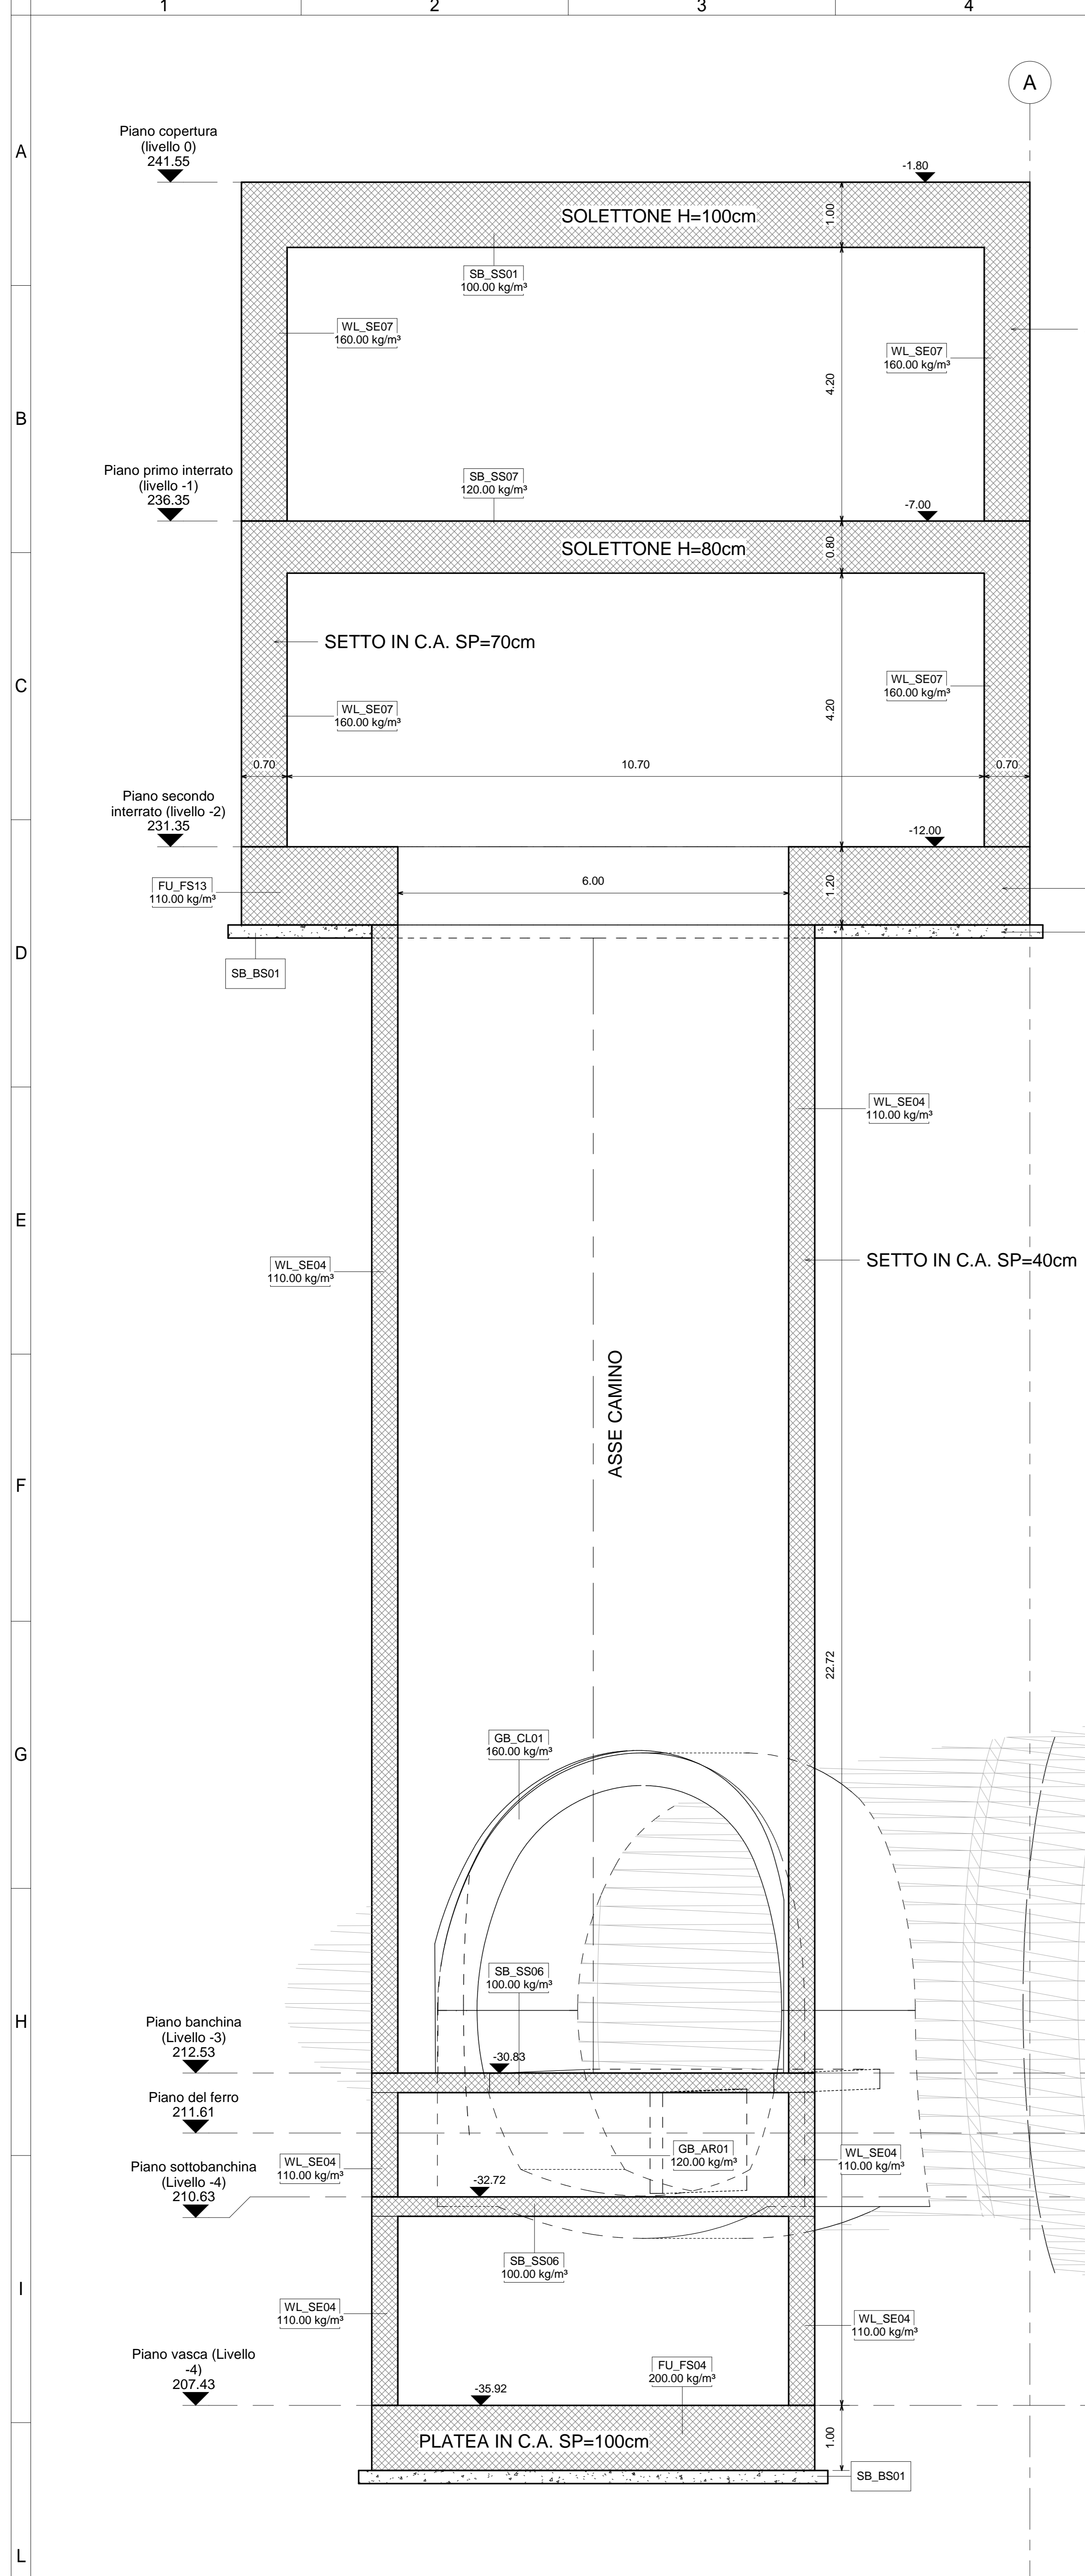 1
2
3
4
A
A
Piano copertura
(livello 0)
241.55
-1.80
SOLETTONE H=100cm
1.00
SB_SS01
100.00 kg/m³
WL_SE07
160.00 kg/m³
WL_SE07
160.00 kg/m³
4.20
B
Piano primo interrato
(livello -1)
236.35
SB_SS07
120.00 kg/m³
-7.00
SOLETTONE H=80cm
0.80
SETTO IN C.A. SP=70cm
C
WL_SE07
160.00 kg/m³
WL_SE07
160.00 kg/m³
4.20
0.70
10.70
0.70
Piano secondo
interrato (livello -2)
231.35
-12.00
FU_FS13
110.00 kg/m³
6.00
1.20
D
SB_BS01
WL_SE04
110.00 kg/m³
E
WL_SE04
110.00 kg/m³
SETTO IN C.A. SP=40cm
ASSE CAMINO
F
22.72
G
GB_CL01
160.00 kg/m³
SB_SS06
100.00 kg/m³
H
Piano banchina
(Livello -3)
212.53
-30.83
Piano del ferro
211.61
GB_AR01
120.00 kg/m³
WL_SE04
110.00 kg/m³
WL_SE04
110.00 kg/m³
Piano sottobanchina
(Livello -4)
210.63
-32.72
SB_SS06
100.00 kg/m³
I
WL_SE04
110.00 kg/m³
WL_SE04
110.00 kg/m³
Piano vasca (Livello
-4)
207.43
FU_FS04
200.00 kg/m³
-35.92
PLATEA IN C.A. SP=100cm
1.00
SB_BS01
L